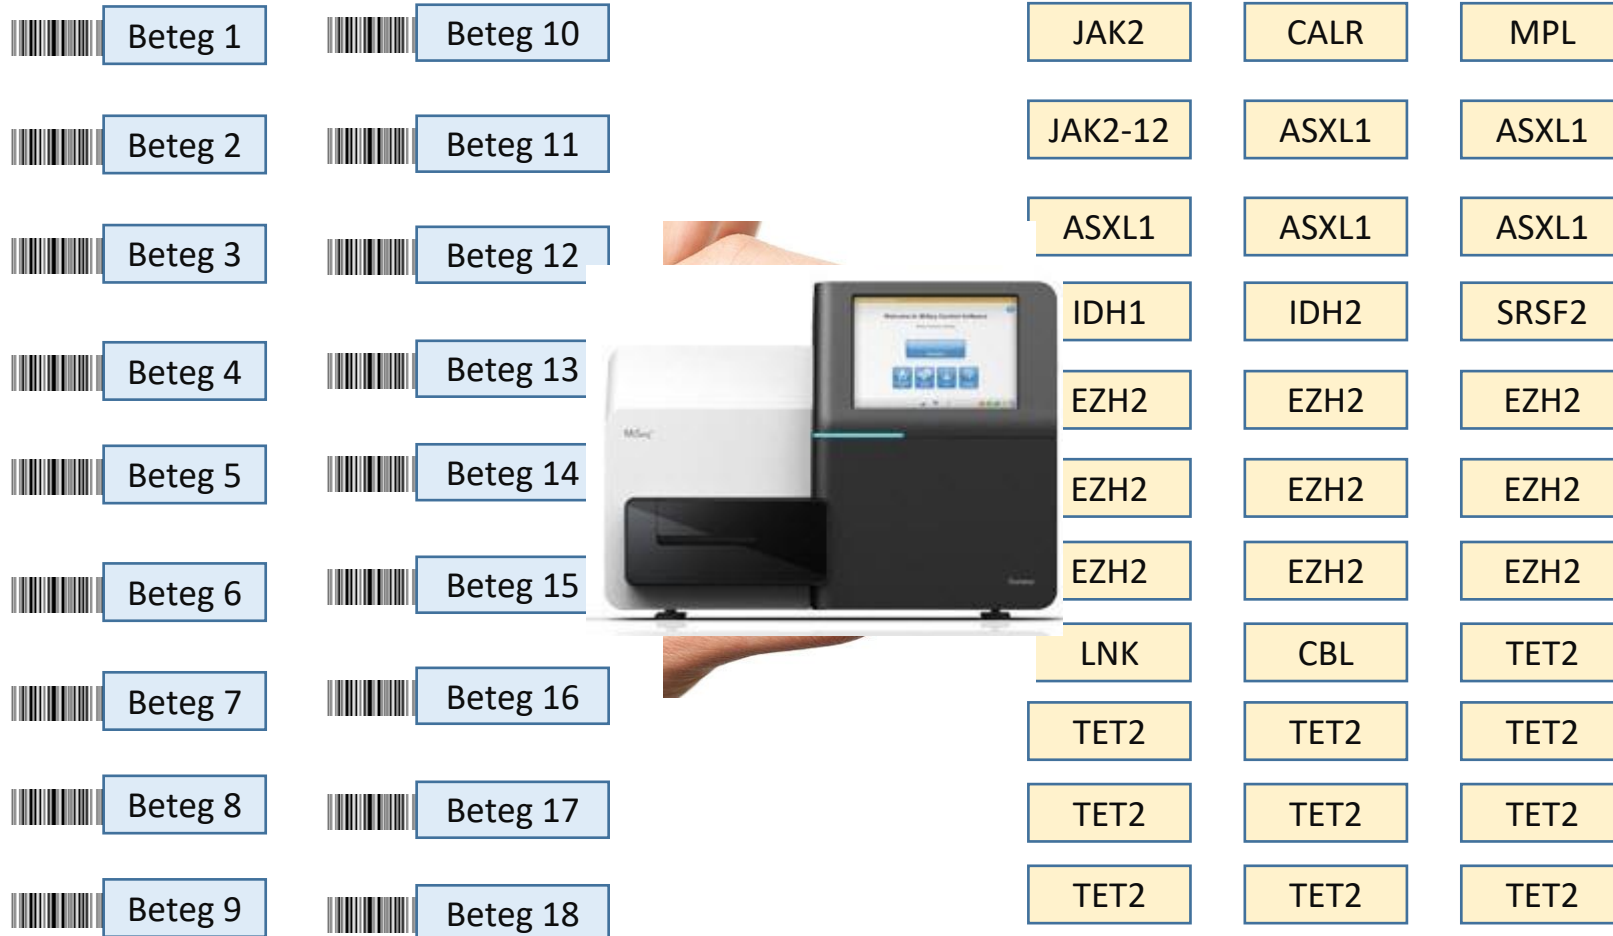 Beteg 1
Beteg 10
JAK2
CALR
MPL
Beteg 2
Beteg 11
JAK2-12
ASXL1
ASXL1
Beteg 3
Beteg 12
ASXL1
ASXL1
ASXL1
IDH1
IDH2
SRSF2
Beteg 4
Beteg 13
EZH2
EZH2
EZH2
MiSeq
Beteg 5
Beteg 14
EZH2
EZH2
EZH2
Beteg 6
Beteg 15
EZH2
EZH2
EZH2
LNK
CBL
TET2
Beteg 7
Beteg 16
TET2
TET2
TET2
Beteg 8
Beteg 17
TET2
TET2
TET2
Beteg 9
Beteg 18
TET2
TET2
TET2